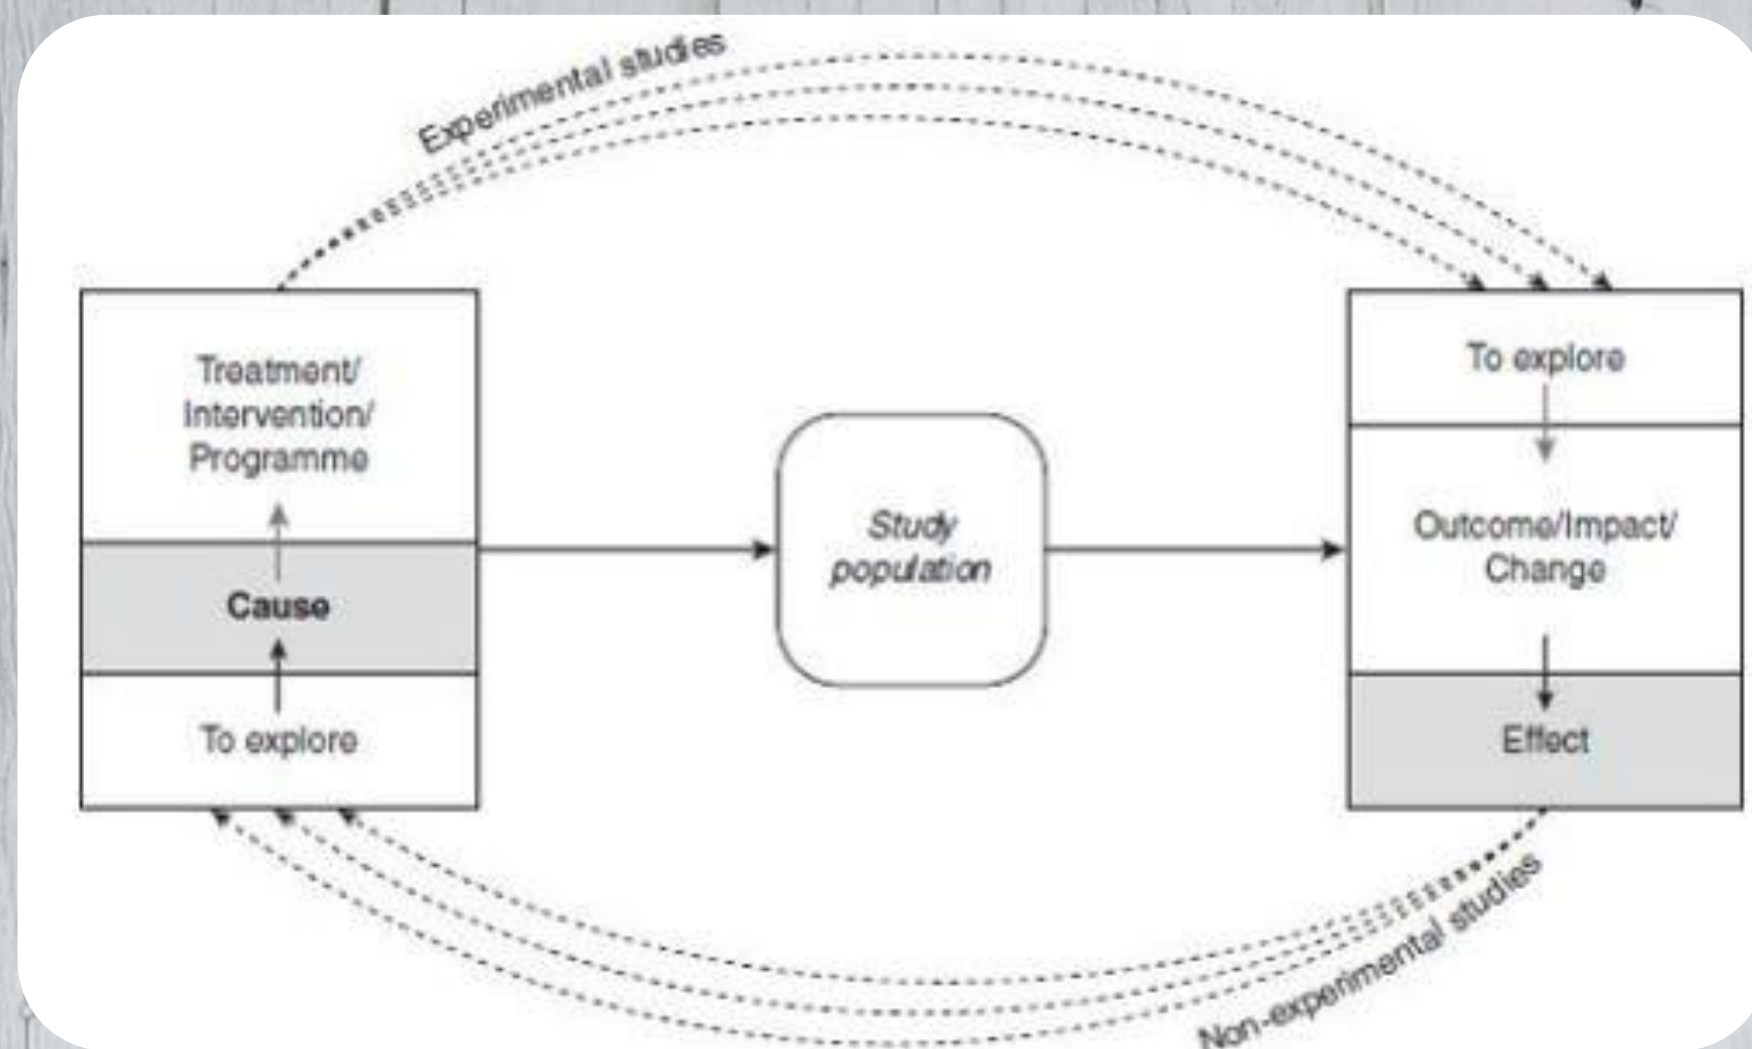 Experimental studies
Treatment/
Intervention/
Programme
Cause
To explore
Study
population
To explore
Outcome/Impact/
Change
Effect
Non-experimental studies